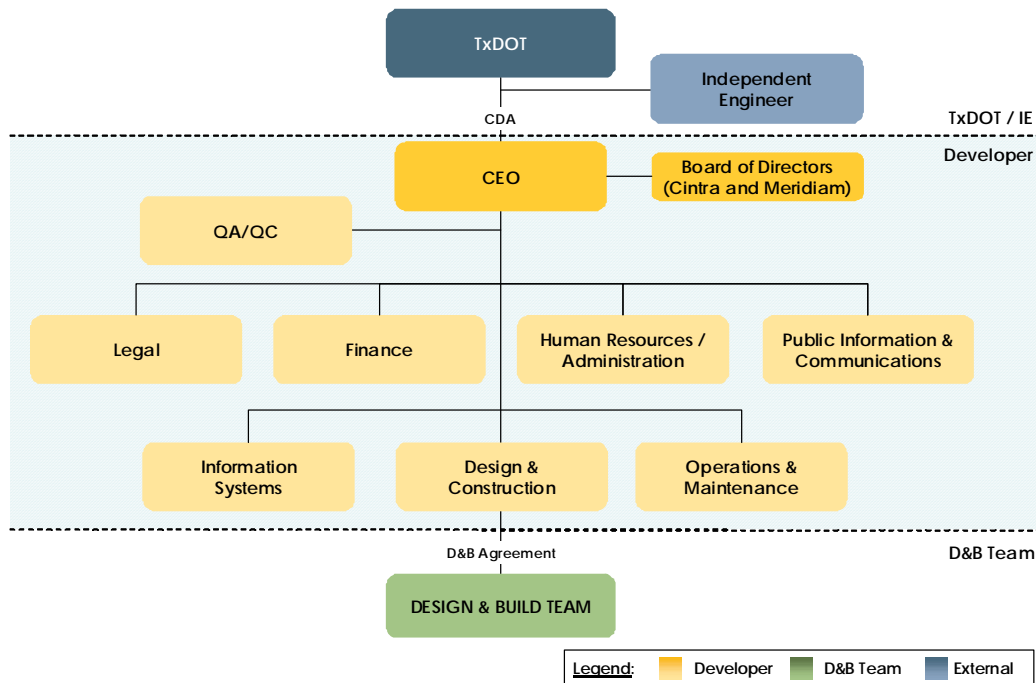 TxDOT
Independent
Engineer
CDA
TxDOT / IE
Developer
CEO
Board of Directors
(Cintra and Meridiam)
QA/QC
Legal
Finance
Human Resources /
Administration
Public Information &
Communications
Information
Systems
Design &
Construction
Operations &
Maintenance
D&B Agreement
D&B Team
DESIGN & BUILD TEAM
Legend: Developer D&B Team External